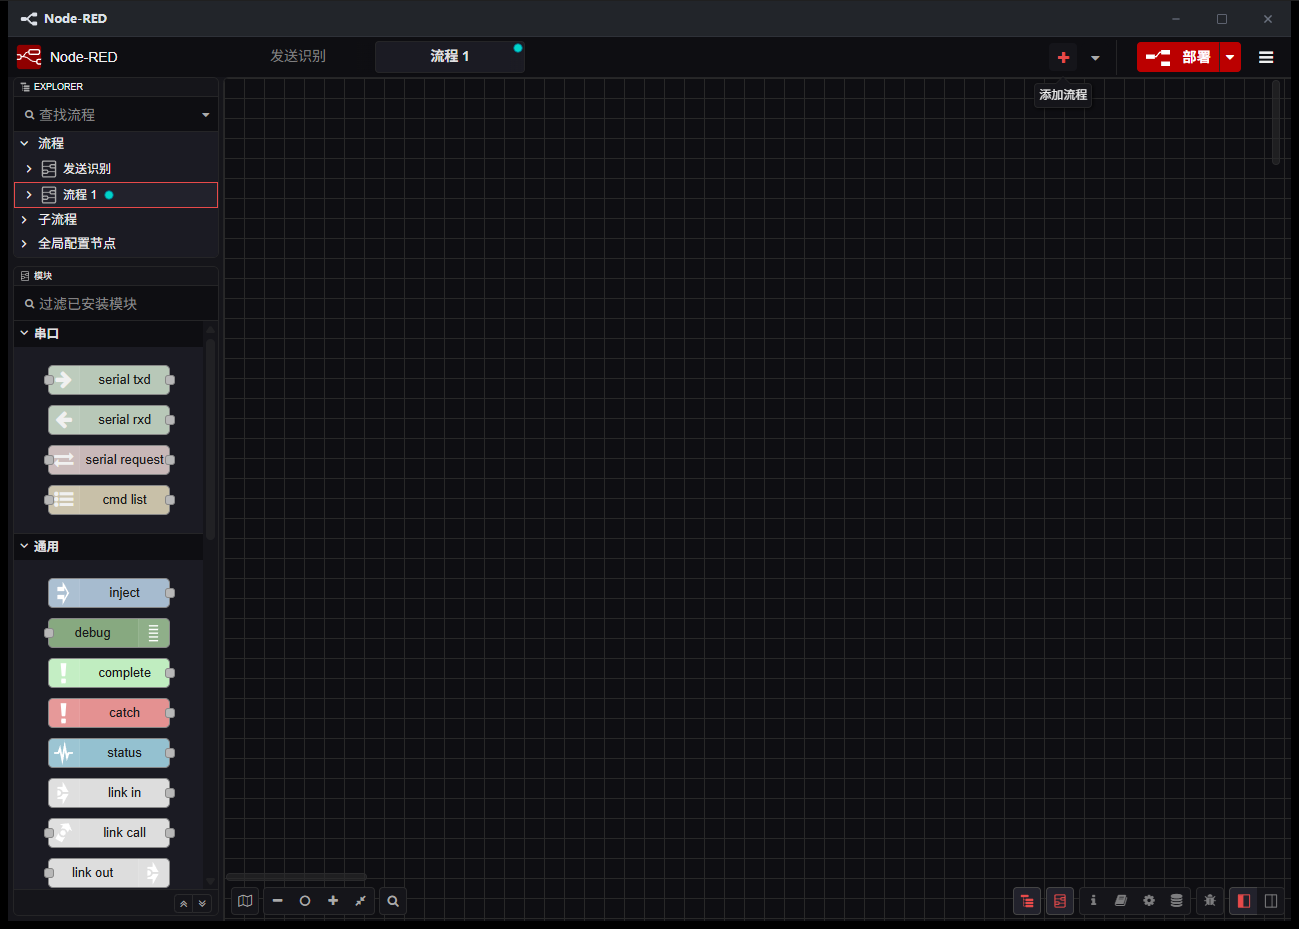 Node-RED
Node-RED
发送识别
流程 1
部署
添加流程
EXPLORER
查找流程
流程
发送识别
流程 1
子流程
全局配置节点
模块
过滤已安装模块
串口
serial txd
serial rxd
serial request
cmd list
通用
inject
debug
complete
catch
status
link in
link call
link out